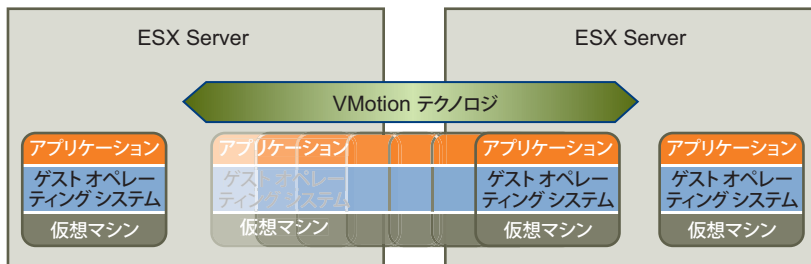 ESX Server
ESX Server
VMotion テクノロジ
アプリケーション
ゲスト オペレー
ティング システム
仮想マシン
アプリケーション
ゲスト オペレー
ティング システム
仮想マシン
アプリケーション
ゲスト オペレー
ティング システム
仮想マシン
アプリケーション
ゲスト オペレー
ティング システム
仮想マシン